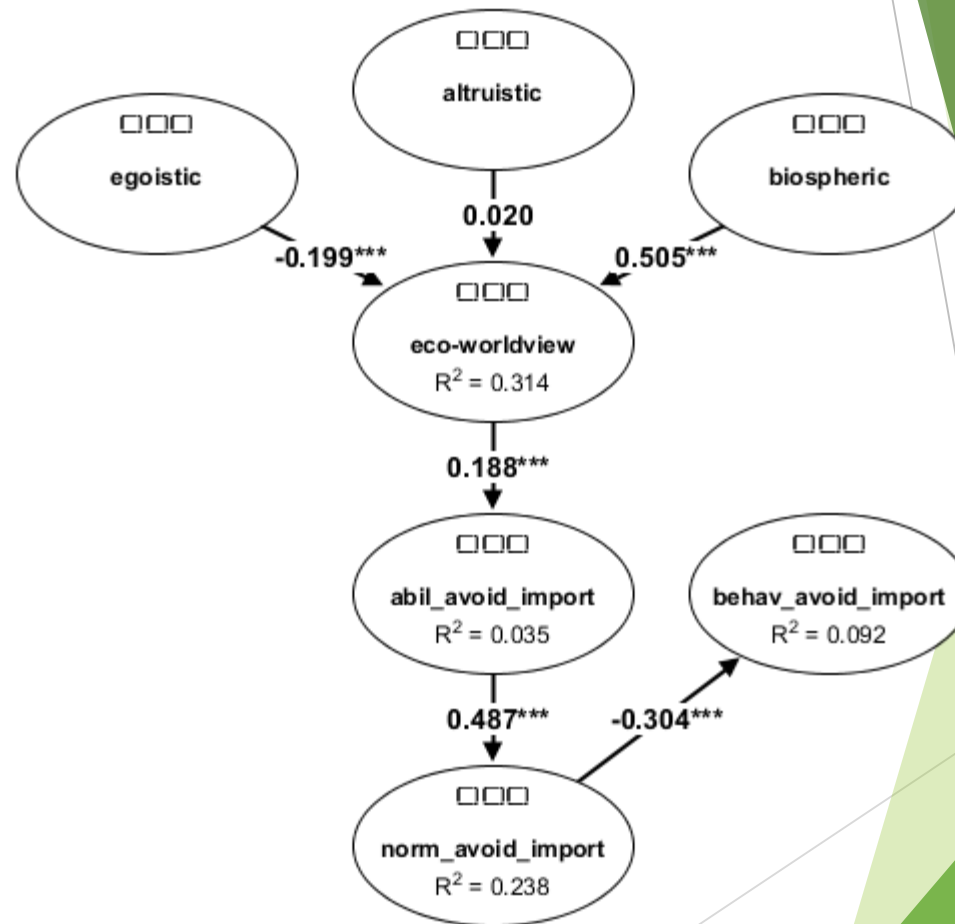 □□□
altruistic
□□□
egoistic
□□□
biospheric
0.020
-0.199***
0.505***
□□□
eco-worldview
R² = 0.314
0.188***
□□□
abil_avoid_import
R² = 0.035
□□□
behav_avoid_import
R² = 0.092
0.487***
-0.304***
□□□
norm_avoid_import
R² = 0.238